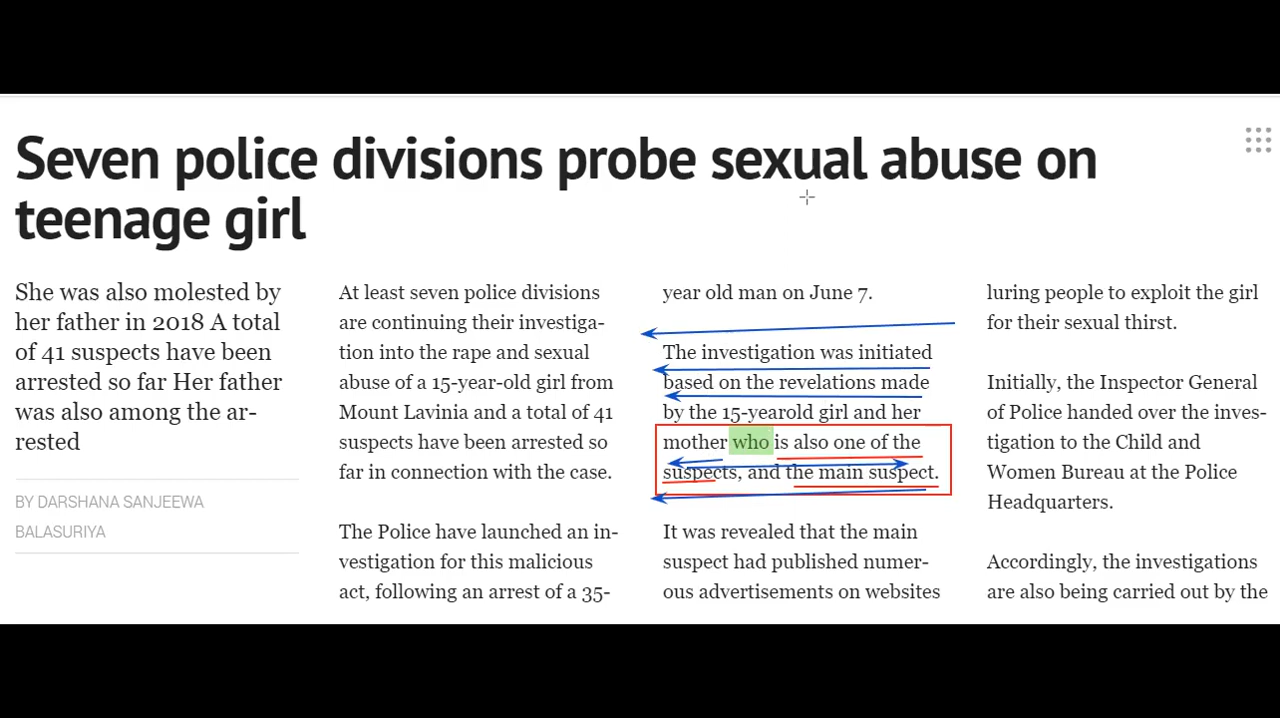 Seven police divisions probe sexual abuse on
teenage girl
She was also molested by
her father in 2018 A total
of 41 suspects have been
arrested so far Her father
was also among the ar-
rested
BY DARSHANA SANJEEWA
BALASURIYA
At least seven police divisions
are continuing their investiga-
tion into the rape and sexual
abuse of a 15-year-old girl from
Mount Lavinia and a total of 41
suspects have been arrested so
far in connection with the case.
The Police have launched an in-
vestigation for this malicious
act, following an arrest of a 35-
year old man on June 7.
The investigation was initiated
based on the revelations made
by the 15-yearold girl and her
mother who is also one of the
suspects, and the main suspect.
It was revealed that the main
suspect had published numer-
ous advertisements on websites
luring people to exploit the girl
for their sexual thirst.
Initially, the Inspector General
of Police handed over the inves-
tigation to the Child and
Women Bureau at the Police
Headquarters.
Accordingly, the investigations
are also being carried out by the